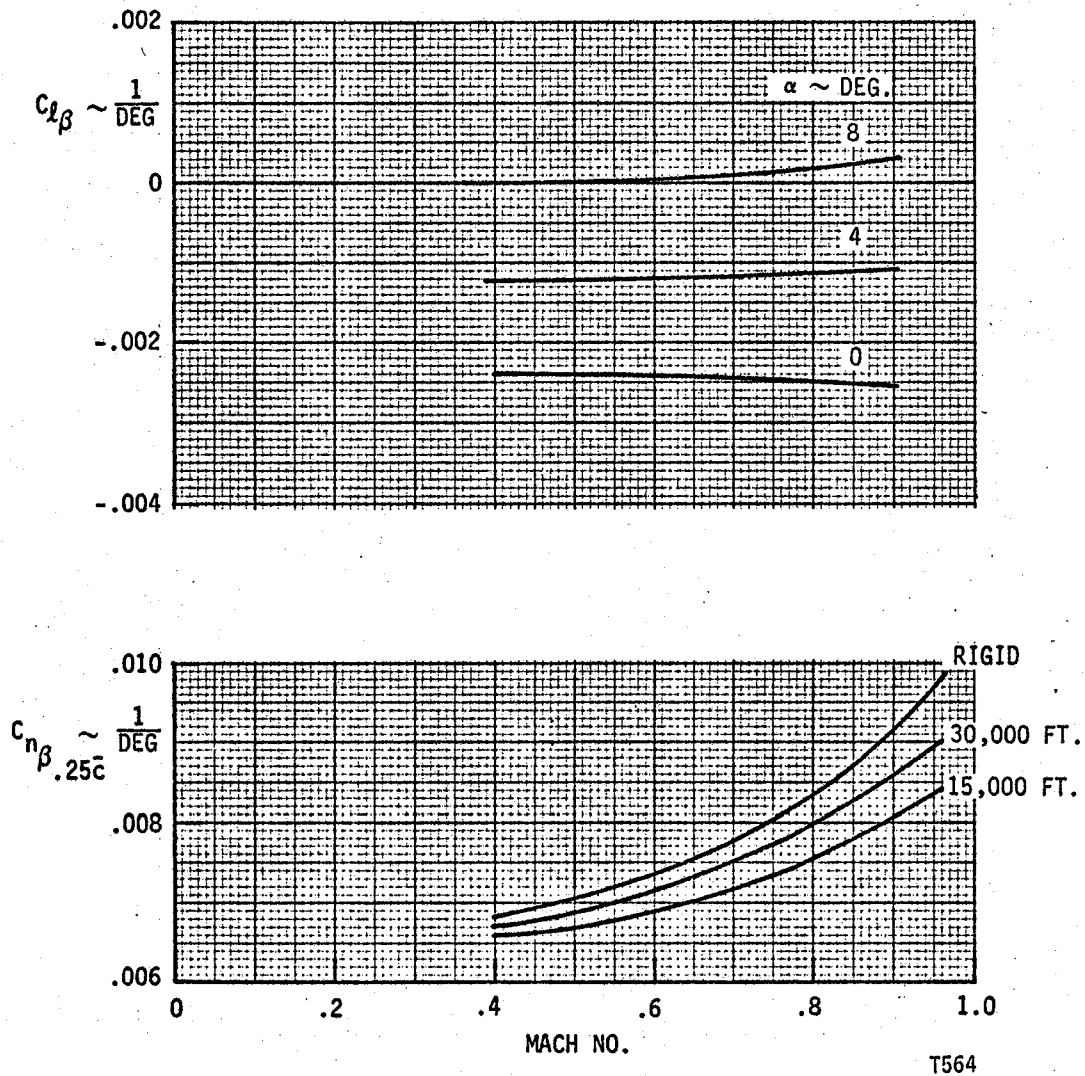 .002
C_ℓβ ~ 1/DEG
α ~ DEG.
8
0
4
-.002
0
-.004
.010
RIGID
C_nβ.25c̄ ~ 1/DEG
30,000 FT.
15,000 FT.
.008
.006
0 .2 .4 .6 .8 1.0
MACH NO.
T564